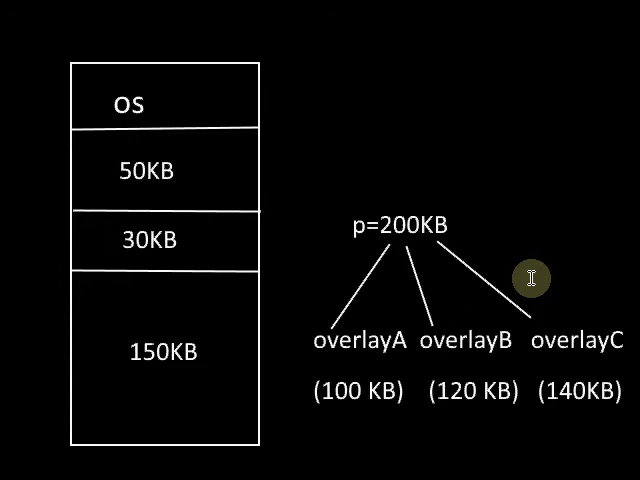 OS
50KB
30KB
150KB
p=200KB
overlayA overlayB overlayC
(100 KB) (120 KB) (140KB)